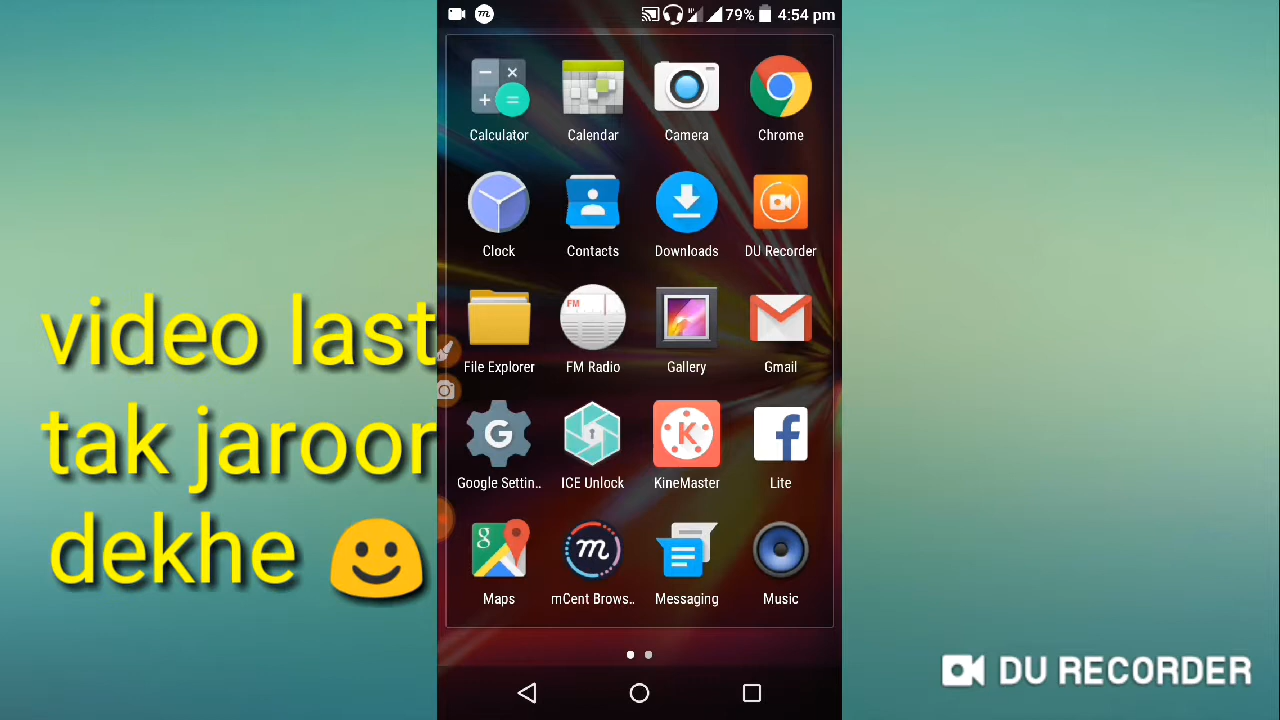 79% 4:54 pm
Calculator Calendar Camera Chrome
Clock Contacts Downloads DU Recorder
FM
File Explorer FM Radio Gallery Gmail
G K f
Google Settin.. ICE Unlock KineMaster Lite
g m
Maps mCent Brows.. Messaging Music
video last
tak jaroor
dekhe
DU RECORDER